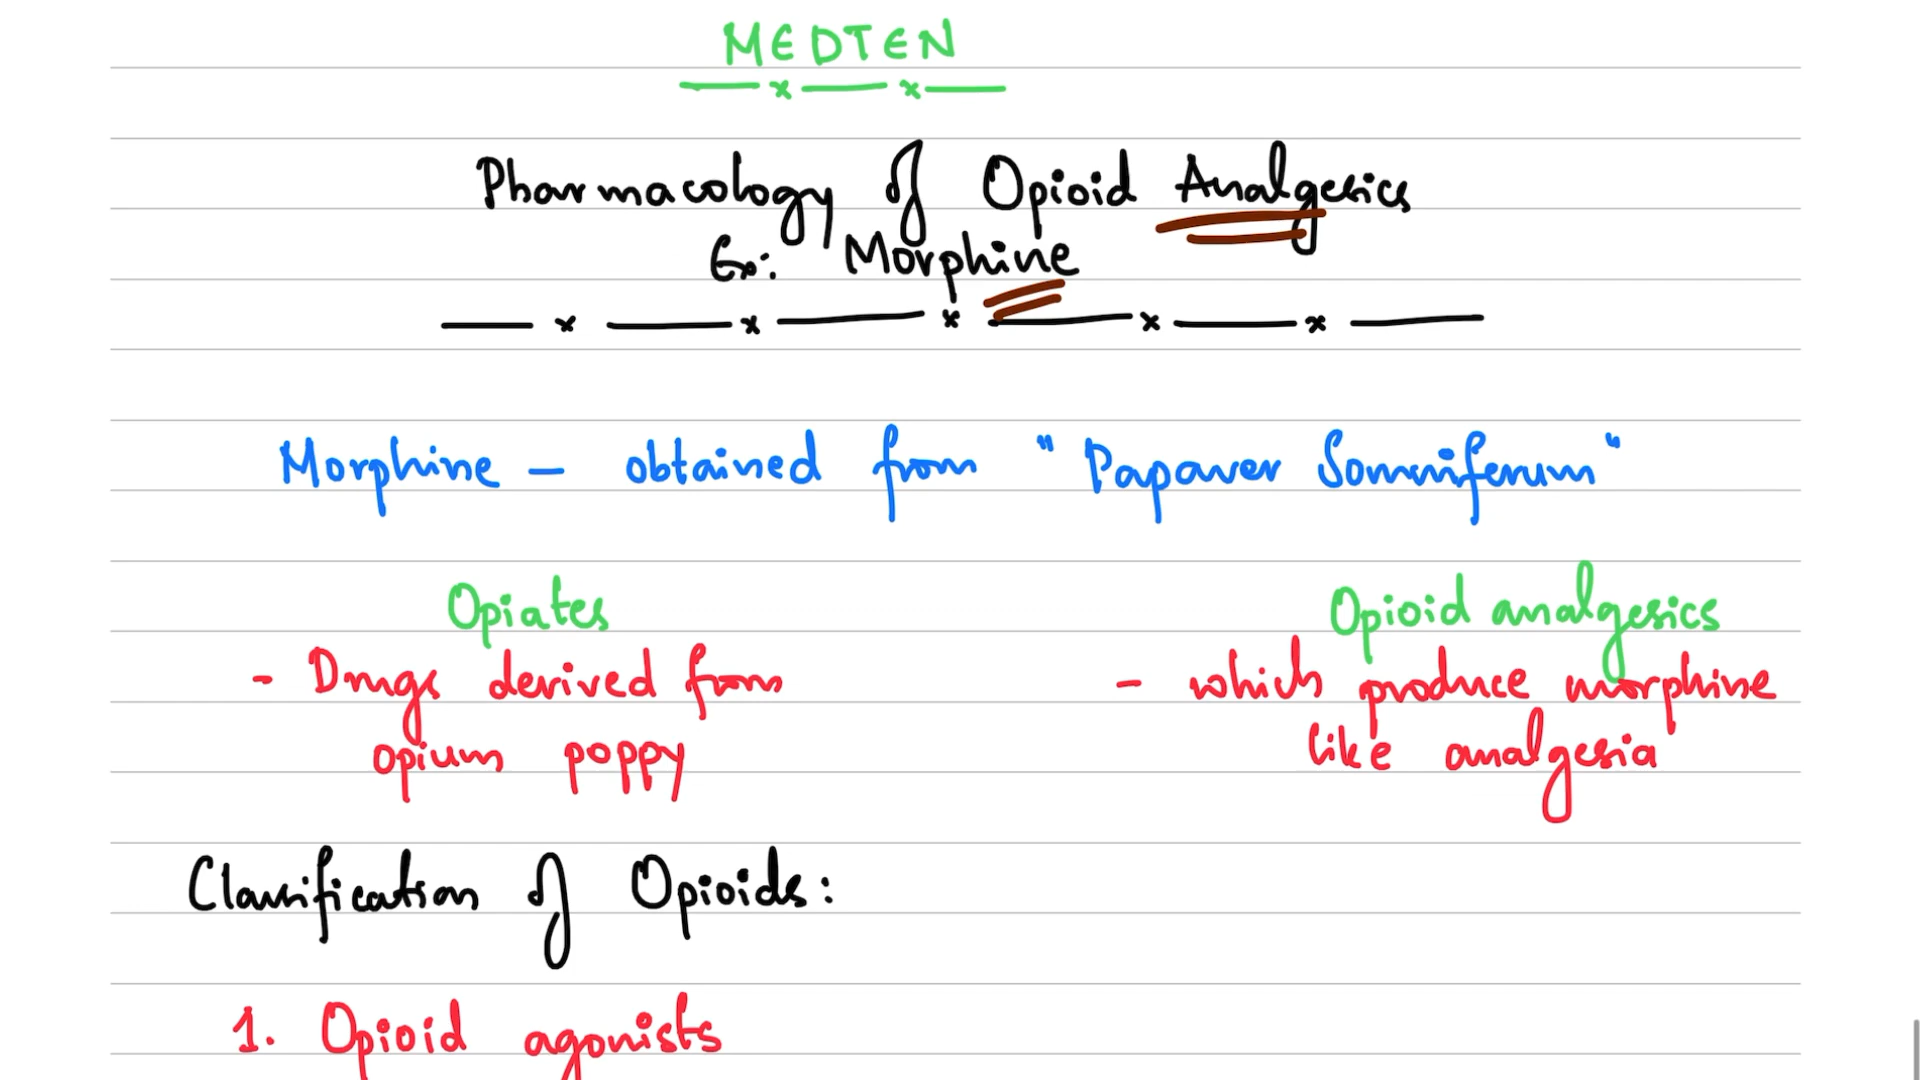 MEDTEN
Pharmacology of Opioid Analgesics
Ex: Morphine
Morphine - obtained from "Papaver Somniferum"
Opiates
- Drugs derived from
opium poppy
Opioid analgesics
- which produce morphine
like analgesia
Classification of Opioids:
1. Opioid agonists